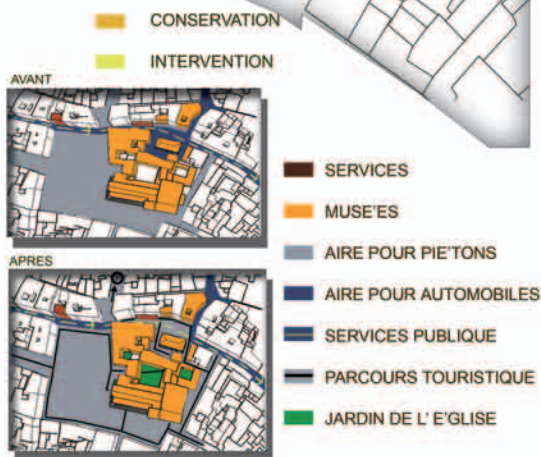 CONSERVATION
INTERVENTION
AVANT
SERVICES
MUSE'ES
AIRE POUR PIE'TONS
APRES
AIRE POUR AUTOMOBILES
SERVICES PUBLIQUE
PARCOURS TOURISTIQUE
JARDIN DE L' E'GLISE